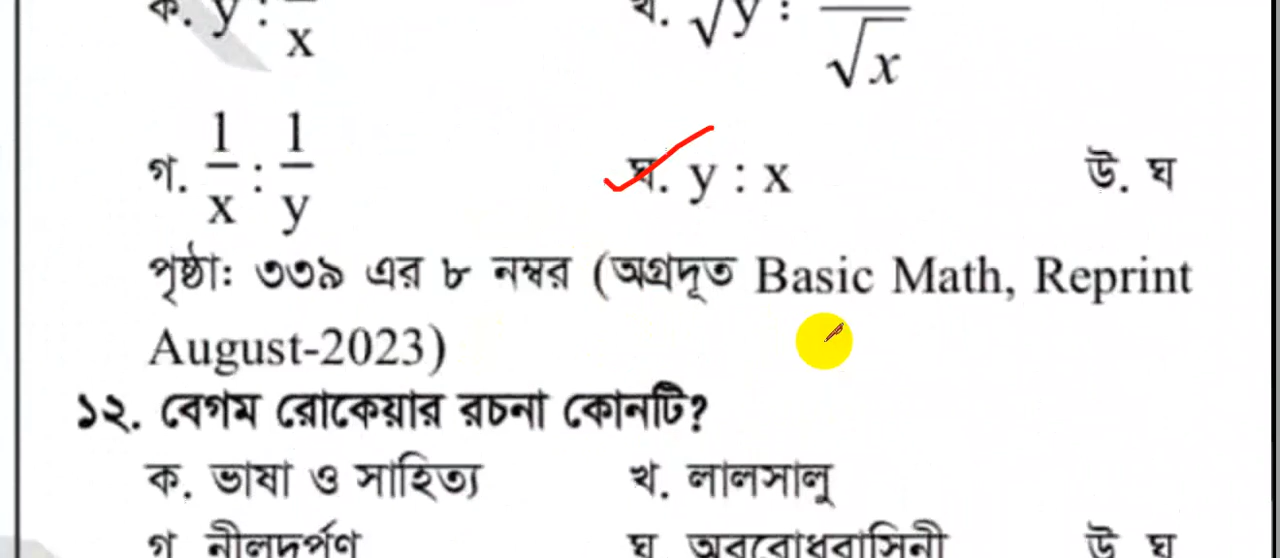 ক. y : x
খ. √y : √x
গ. 1/x : 1/y ঘ. y : x উ. ঘ
পৃষ্ঠা: ৩৩৯ এর ৮ নম্বর (অগ্রদূত Basic Math, Reprint
August-2023)
১২. বেগম রোকেয়ার রচনা কোনটি?
ক. ভাষা ও সাহিত্য খ. লালসালু
গ নীলদর্পণ ঘ অবরোধবাসিনী উ ঘ